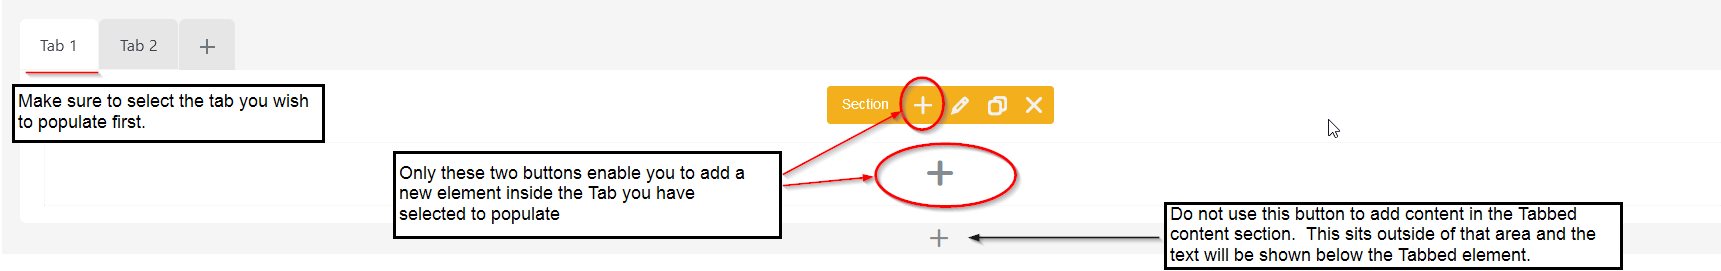 Tab 1
Tab 2
Make sure to select the tab you wish
to populate first.
Section
Only these two buttons enable you to add a
new element inside the Tab you have
selected to populate
Do not use this button to add content in the Tabbed
content section.  This sits outside of that area and the
text will be shown below the Tabbed element.